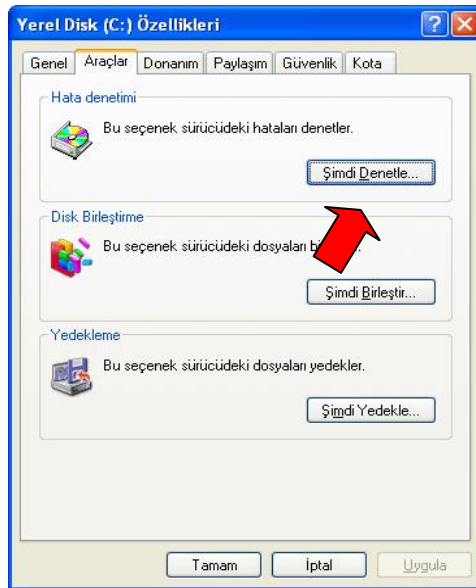 Yerel Disk (C:) Özellikleri
Genel Araçlar Donanım Paylaşım Güvenlik Kota
Hata denetimi
Bu seçenek sürücüdeki hataları denetler.
Şimdi Denetle...
Disk Birleştirme
Bu seçenek sürücüdeki dosyaları
Şimdi Birleştir...
Yedekleme
Bu seçenek sürücüdeki dosyaları yedekler.
Şimdi Yedekle...
Tamam İptal Uygula